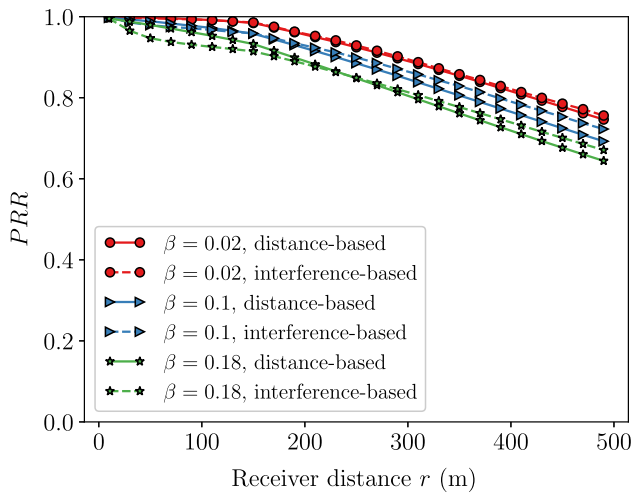 1.0
0.8
0.6
0.4
0.2
0.0
PRR
β = 0.02, distance-based
β = 0.02, interference-based
β = 0.1, distance-based
β = 0.1, interference-based
β = 0.18, distance-based
β = 0.18, interference-based
0 100 200 300 400 500
Receiver distance r (m)